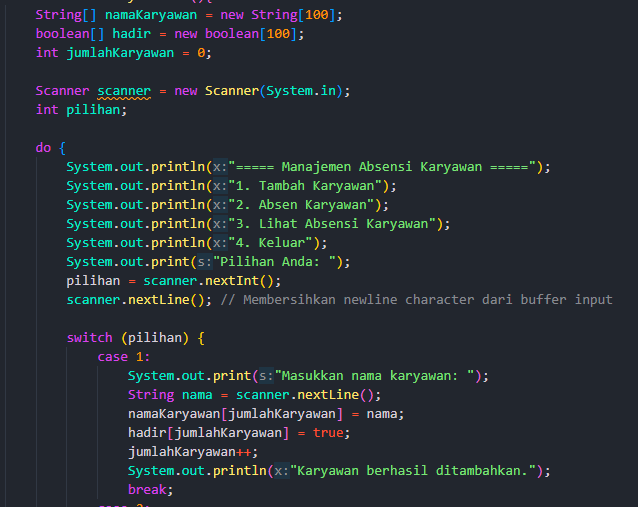 String[] namaKaryawan = new String[100];
boolean[] hadir = new boolean[100];
int jumlahKaryawan = 0;
Scanner scanner = new Scanner(System.in);
int pilihan;
do {
System.out.println(x:"===== Manajemen Absensi Karyawan =====");
System.out.println(x:"1. Tambah Karyawan");
System.out.println(x:"2. Absen Karyawan");
System.out.println(x:"3. Lihat Absensi Karyawan");
System.out.println(x:"4. Keluar");
System.out.print(s:"Pilihan Anda: ");
pilihan = scanner.nextInt();
scanner.nextLine(); // Membersihkan newline character dari buffer input
switch (pilihan) {
case 1:
System.out.print(s:"Masukkan nama karyawan: ");
String nama = scanner.nextLine();
namaKaryawan[jumlahKaryawan] = nama;
hadir[jumlahKaryawan] = true;
jumlahKaryawan++;
System.out.println(x:"Karyawan berhasil ditambahkan.");
break;